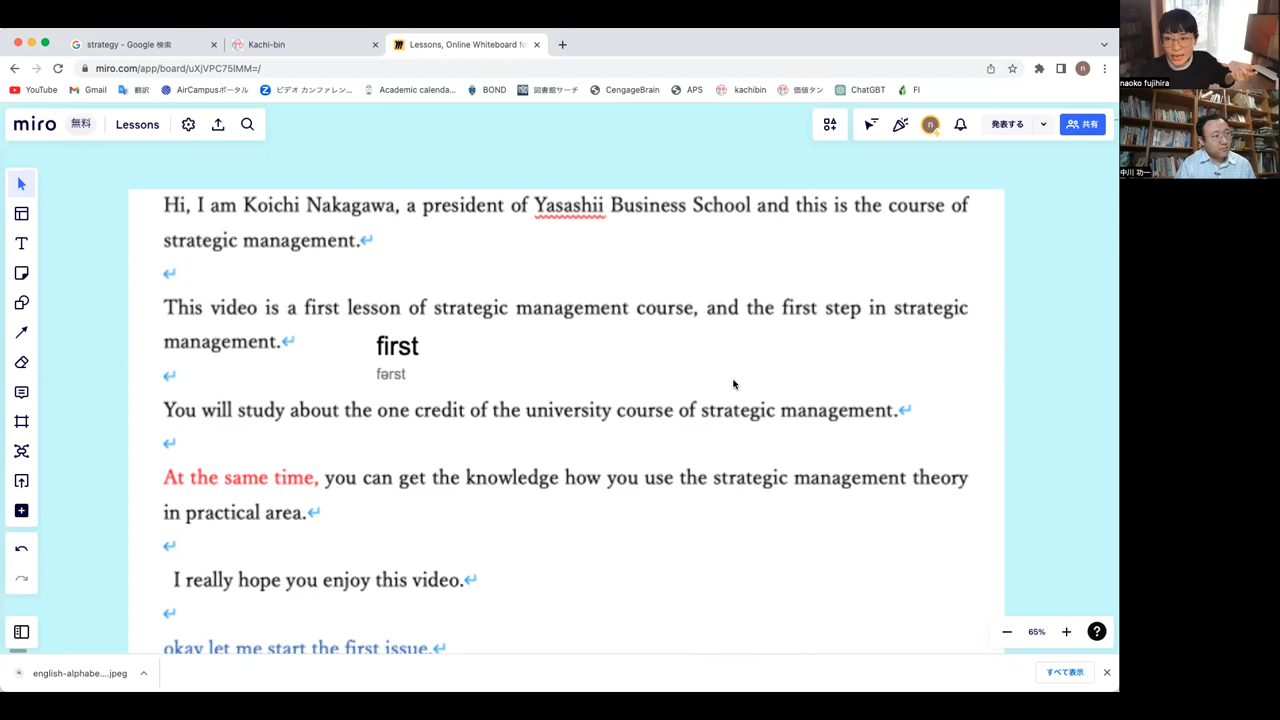 strategy - Google 検索
Kachi-bin
Lessons, Online Whiteboard fo
miro.com/app/board/uXjVPC75IMM=/
YouTube Gmail 翻訳 AirCampusポータル ビデオ カンファレン... Academic calenda... BOND 図書館サーチ CengageBrain APS kachibin 価値タン ChatGBT FI
miro 無料 Lessons
n 発表する 共有
Hi, I am Koichi Nakagawa, a president of Yasashii Business School and this is the course of
strategic management.↵
↵
This video is a first lesson of strategic management course, and the first step in strategic
management.↵
first
fərst
↵
You will study about the one credit of the university course of strategic management.↵
↵
At the same time, you can get the knowledge how you use the strategic management theory
in practical area.↵
↵
I really hope you enjoy this video.↵
↵
okay let me start the first issue.↵
65%
english-alphabe....jpeg
すべて表示
naoko fujihira
中川 功一